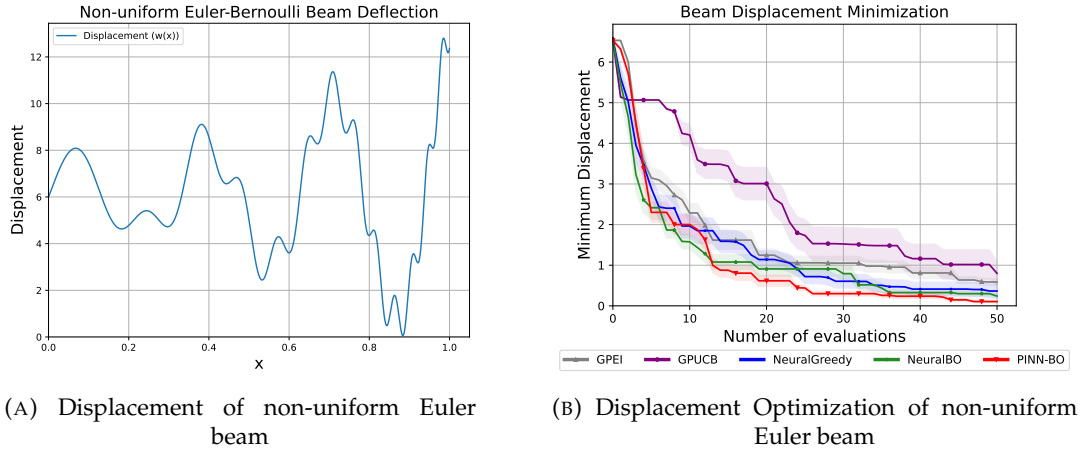 Non-uniform Euler-Bernoulli Beam Deflection
Displacement (w(x))
Displacement
12
10
8
6
4
2
0
0.0 0.2 0.4 0.6 0.8 1.0
x
(A) Displacement of non-uniform Euler
beam
Beam Displacement Minimization
Minimum Displacement
6
5
4
3
2
1
0
0 10 20 30 40 50
Number of evaluations
GPEI GPUCB NeuralGreedy NeuralBO PINN-BO
(B) Displacement Optimization of non-uniform
Euler beam